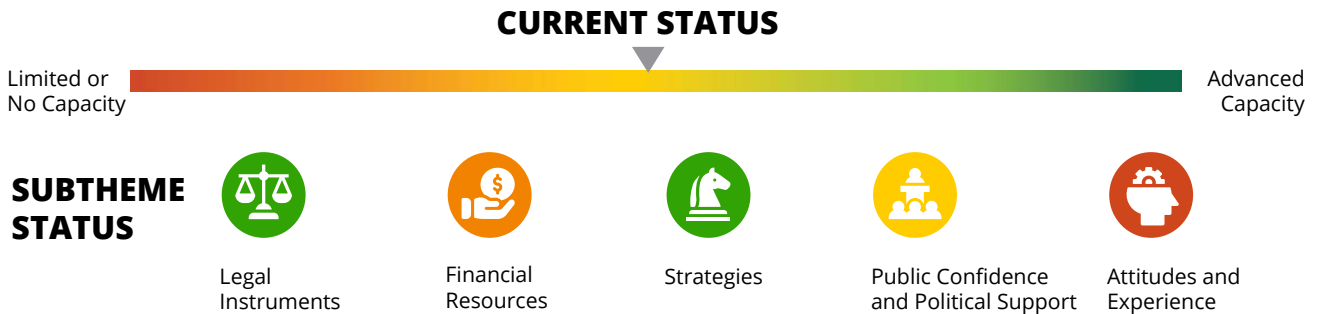 CURRENT STATUS
Limited or
No Capacity
Advanced
Capacity
SUBTHEME
STATUS
$
Legal
Instruments
Financial
Resources
Strategies
Public Confidence
and Political Support
Attitudes and
Experience